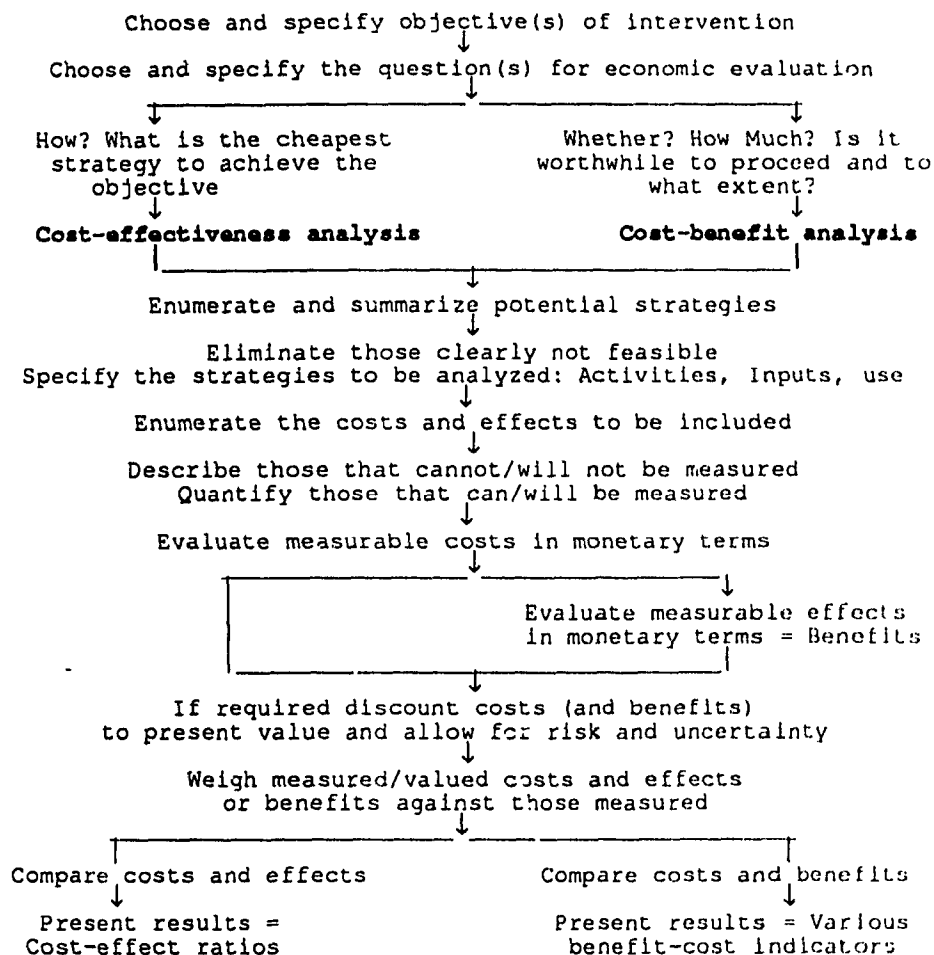 Choose and specify objective(s) of intervention
Choose and specify the question(s) for economic evaluation
How? What is the cheapest
strategy to achieve the
objective
Whether? How Much? Is it
worthwhile to proceed and to
what extent?
Cost-effectiveness analysis
Cost-benefit analysis
Enumerate and summarize potential strategies
Eliminate those clearly not feasible
Specify the strategies to be analyzed: Activities, Inputs, use
Enumerate the costs and effects to be included
Describe those that cannot/will not be measured
Quantify those that can/will be measured
Evaluate measurable costs in monetary terms
Evaluate measurable effects
in monetary terms = Benefits
If required discount costs (and benefits)
to present value and allow for risk and uncertainty
Weigh measured/valued costs and effects
or benefits against those measured
Compare costs and effects
Compare costs and benefits
Present results =
Cost-effect ratios
Present results = Various
benefit-cost indicators